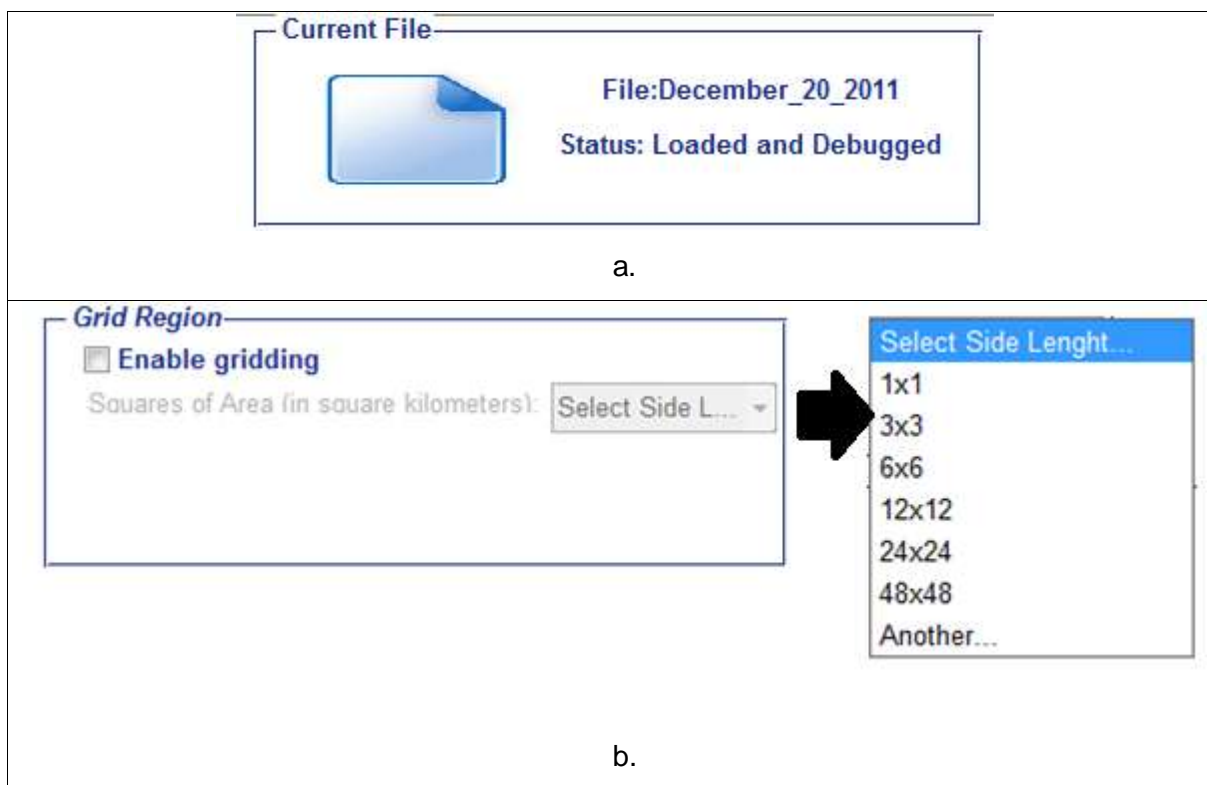 Current File
File:December_20_2011
Status: Loaded and Debugged
a.
Grid Region
Enable gridding
Squares of Area (in square kilometers): Select Side L...
Select Side Lenght...
1x1
3x3
6x6
12x12
24x24
48x48
Another...
b.